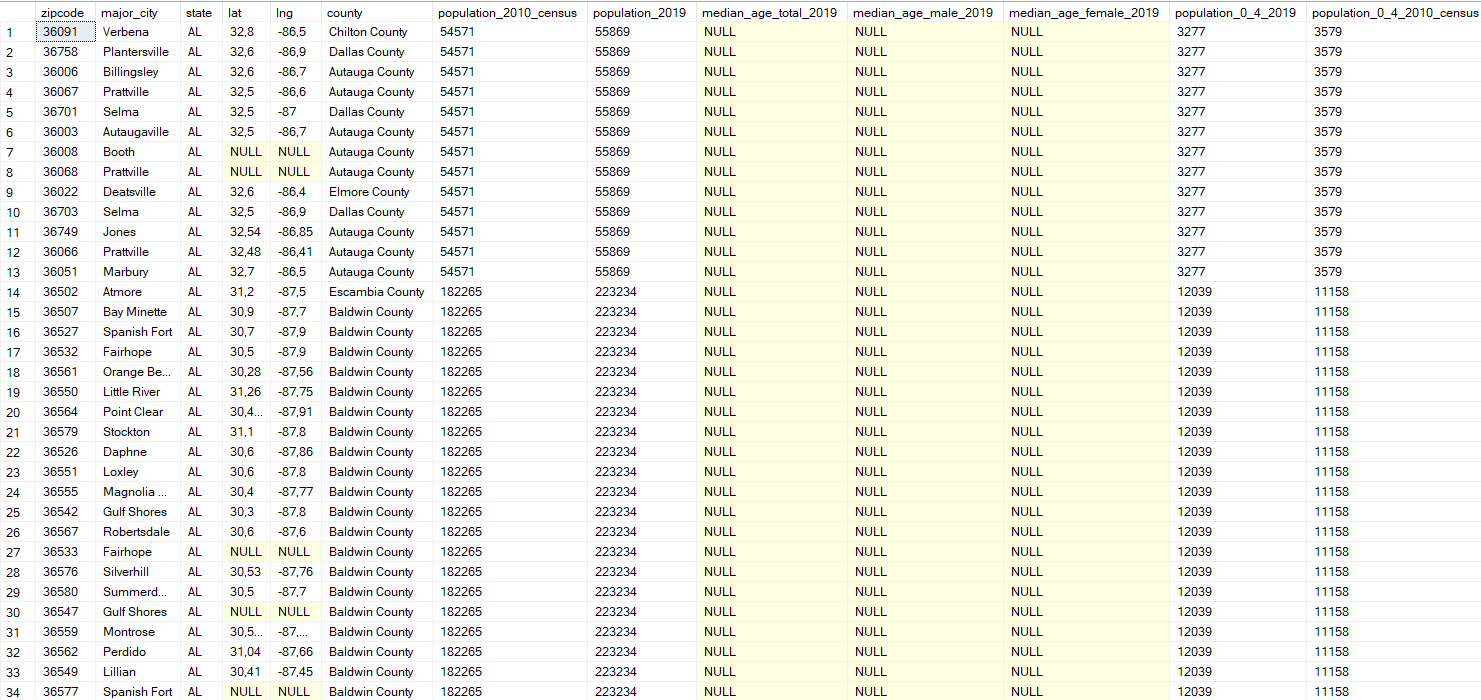 zipcode major_city state lat lng county population_2010_census population_2019 median_age_total_2019 median_age_male_2019 median_age_female_2019 population_0_4_2019 population_0_4_2010_census
1 36091 Verbena AL 32,8 -86,5 Chilton County 54571 55869 NULL NULL NULL 3277 3579
2 36758 Plantersville AL 32,6 -86,9 Dallas County 54571 55869 NULL NULL NULL 3277 3579
3 36006 Billingsley AL 32,6 -86,7 Autauga County 54571 55869 NULL NULL NULL 3277 3579
4 36067 Prattville AL 32,5 -86,6 Autauga County 54571 55869 NULL NULL NULL 3277 3579
5 36701 Selma AL 32,5 -87 Dallas County 54571 55869 NULL NULL NULL 3277 3579
6 36003 Autaugaville AL 32,5 -86,7 Autauga County 54571 55869 NULL NULL NULL 3277 3579
7 36008 Booth AL NULL NULL Autauga County 54571 55869 NULL NULL NULL 3277 3579
8 36068 Prattville AL NULL NULL Autauga County 54571 55869 NULL NULL NULL 3277 3579
9 36022 Deatsville AL 32,6 -86,4 Elmore County 54571 55869 NULL NULL NULL 3277 3579
10 36703 Selma AL 32,5 -86,9 Dallas County 54571 55869 NULL NULL NULL 3277 3579
11 36749 Jones AL 32,54 -86,85 Autauga County 54571 55869 NULL NULL NULL 3277 3579
12 36066 Prattville AL 32,48 -86,41 Autauga County 54571 55869 NULL NULL NULL 3277 3579
13 36051 Marbury AL 32,7 -86,5 Autauga County 54571 55869 NULL NULL NULL 3277 3579
14 36502 Atmore AL 31,2 -87,5 Escambia County 182265 223234 NULL NULL NULL 12039 11158
15 36507 Bay Minette AL 30,9 -87,7 Baldwin County 182265 223234 NULL NULL NULL 12039 11158
16 36527 Spanish Fort AL 30,7 -87,9 Baldwin County 182265 223234 NULL NULL NULL 12039 11158
17 36532 Fairhope AL 30,5 -87,9 Baldwin County 182265 223234 NULL NULL NULL 12039 11158
18 36561 Orange Be... AL 30,28 -87,56 Baldwin County 182265 223234 NULL NULL NULL 12039 11158
19 36550 Little River AL 31,26 -87,75 Baldwin County 182265 223234 NULL NULL NULL 12039 11158
20 36564 Point Clear AL 30,4... -87,91 Baldwin County 182265 223234 NULL NULL NULL 12039 11158
21 36579 Stockton AL 31,1 -87,8 Baldwin County 182265 223234 NULL NULL NULL 12039 11158
22 36526 Daphne AL 30,6 -87,86 Baldwin County 182265 223234 NULL NULL NULL 12039 11158
23 36551 Loxley AL 30,6 -87,8 Baldwin County 182265 223234 NULL NULL NULL 12039 11158
24 36555 Magnolia ... AL 30,4 -87,77 Baldwin County 182265 223234 NULL NULL NULL 12039 11158
25 36542 Gulf Shores AL 30,3 -87,8 Baldwin County 182265 223234 NULL NULL NULL 12039 11158
26 36567 Robertsdale AL 30,6 -87,6 Baldwin County 182265 223234 NULL NULL NULL 12039 11158
27 36533 Fairhope AL NULL NULL Baldwin County 182265 223234 NULL NULL NULL 12039 11158
28 36576 Silverhill AL 30,53 -87,76 Baldwin County 182265 223234 NULL NULL NULL 12039 11158
29 36580 Summerd... AL 30,5 -87,7 Baldwin County 182265 223234 NULL NULL NULL 12039 11158
30 36547 Gulf Shores AL NULL NULL Baldwin County 182265 223234 NULL NULL NULL 12039 11158
31 36559 Montrose AL 30,5... -87,... Baldwin County 182265 223234 NULL NULL NULL 12039 11158
32 36562 Perdido AL 31,04 -87,66 Baldwin County 182265 223234 NULL NULL NULL 12039 11158
33 36549 Lillian AL 30,41 -87,45 Baldwin County 182265 223234 NULL NULL NULL 12039 11158
34 36577 Spanish Fort AL NULL NULL Baldwin County 182265 223234 NULL NULL NULL 12039 11158